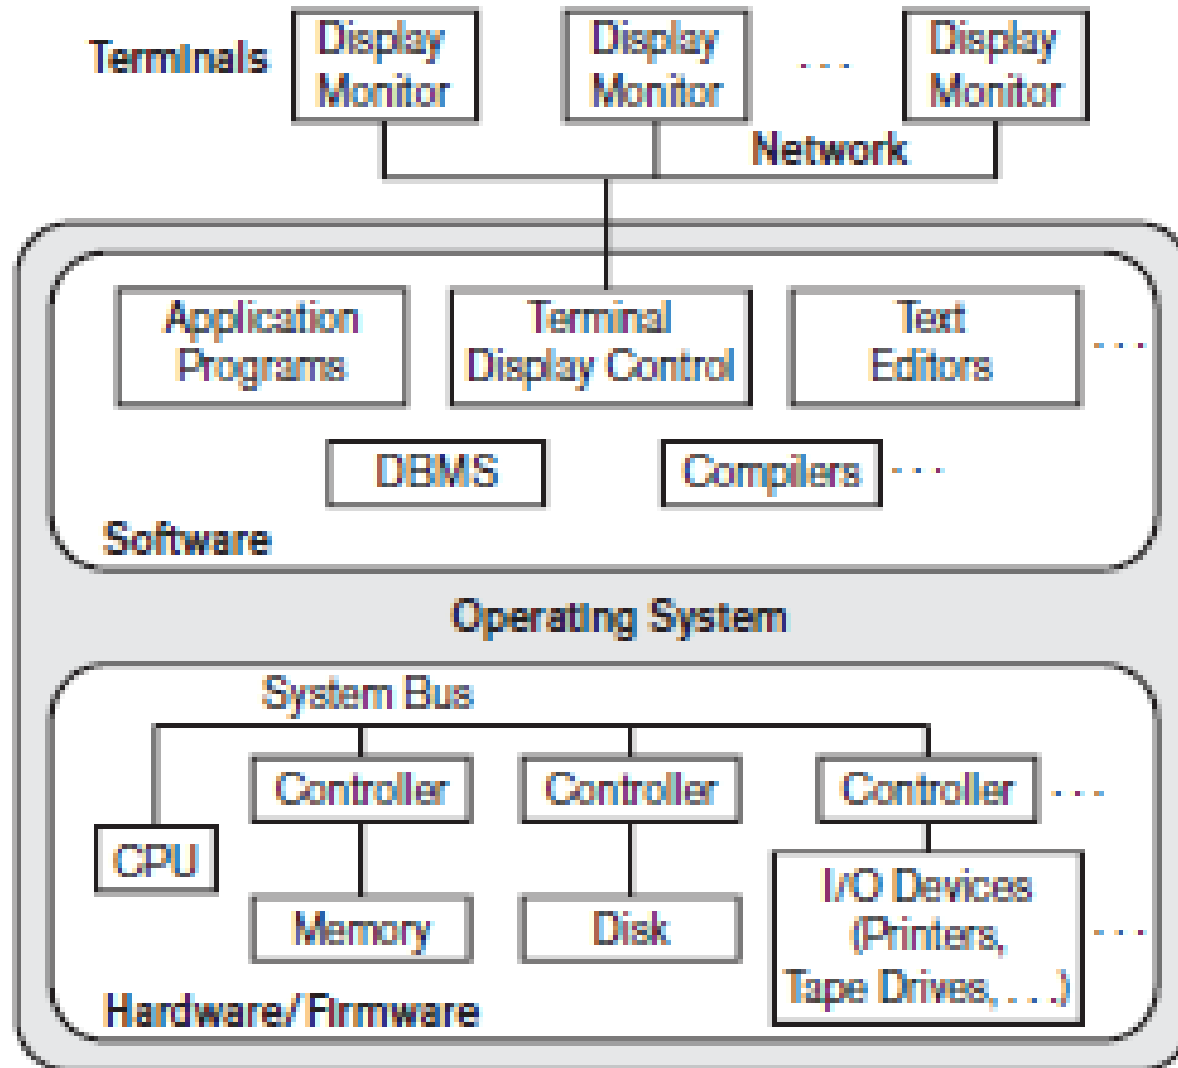 Terminals
Display
Monitor
Display
Monitor
. . .
Display
Monitor
Network
Application
Programs
Terminal
Display Control
Text
Editors
. . .
DBMS
Compilers
. . .
Software
Operating System
System Bus
Controller
Controller
Controller
. . .
CPU
Memory
Disk
I/O Devices
(Printers,
Tape Drives, . . .)
. . .
Hardware/Firmware